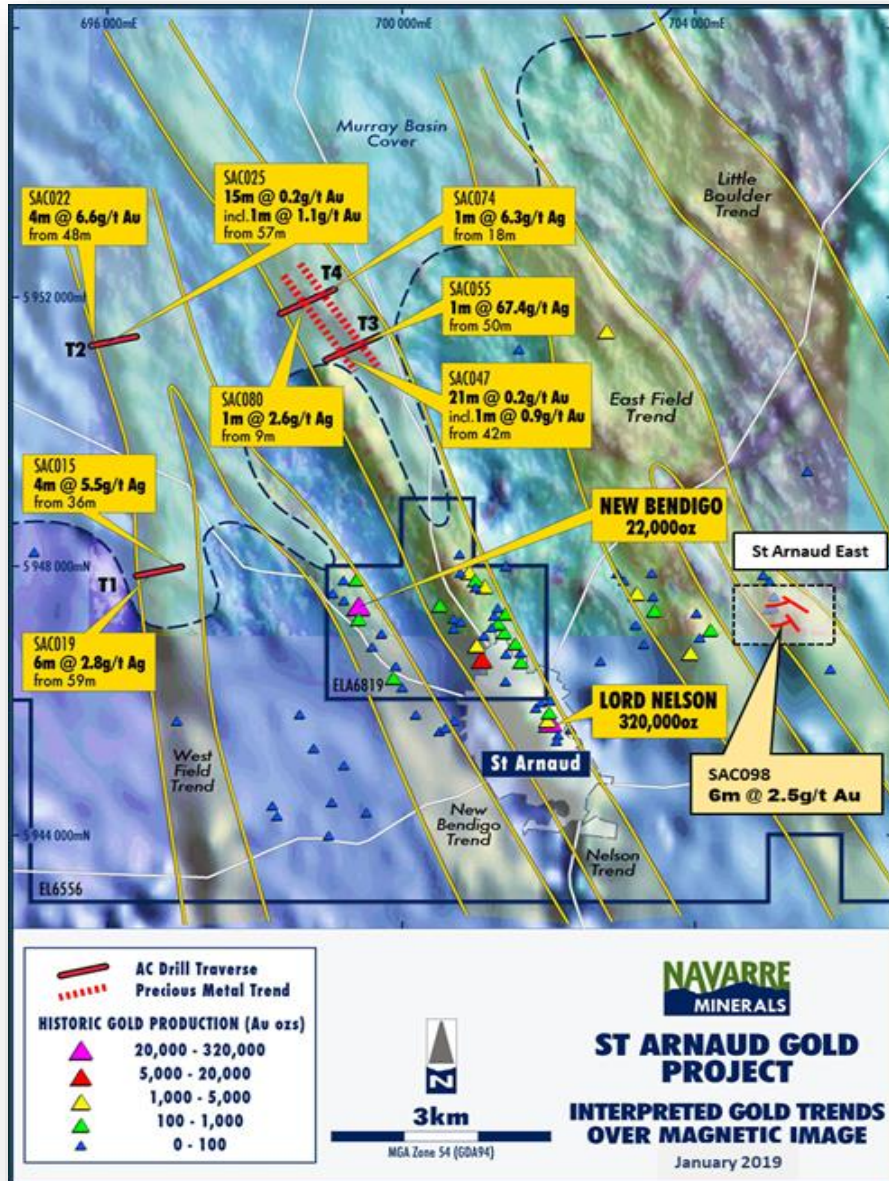 696 000mE
700 000mE
704 000mE
Murray Basin
Cover
Little
Boulder
Trend
SAC022
4m @ 6.6g/t Au
from 48m
SAC025
15m @ 0.2g/t Au
incl.1m @ 1.1g/t Au
from 57m
SAC074
1m @ 6.3g/t Ag
from 18m
T4
5 952 000mN
SAC055
1m @ 67.4g/t Ag
from 50m
T3
T2
SAC080
1m @ 2.6g/t Ag
from 9m
SAC047
21m @ 0.2g/t Au
incl.1m @ 0.9g/t Au
from 42m
East Field
Trend
SAC015
4m @ 5.5g/t Ag
from 36m
NEW BENDIGO
22,000oz
St Arnaud East
5 948 000mN
T1
SAC019
6m @ 2.8g/t Ag
from 59m
ELA6819
LORD NELSON
320,000oz
West
Field
Trend
St Arnaud
SAC098
6m @ 2.5g/t Au
New
Bendigo
Trend
Nelson
Trend
5 944 000mN
EL6556
AC Drill Traverse
Precious Metal Trend
HISTORIC GOLD PRODUCTION (Au ozs)
20,000 - 320,000
5,000 - 20,000
1,000 - 5,000
100 - 1,000
0 - 100
N
3km
MGA Zone 54 (GDA94)
NAVARRE
MINERALS
ST ARNAUD GOLD
PROJECT
INTERPRETED GOLD TRENDS
OVER MAGNETIC IMAGE
January 2019